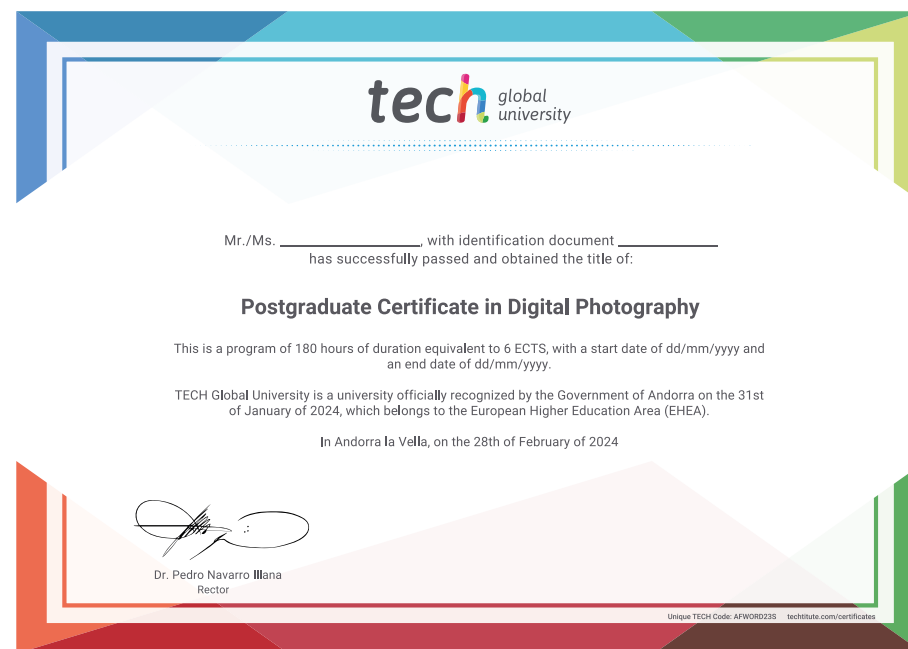 tech global university
Mr./Ms. ____________________, with identification document ______________
has successfully passed and obtained the title of:
Postgraduate Certificate in Digital Photography
This is a program of 180 hours of duration equivalent to 6 ECTS, with a start date of dd/mm/yyyy and
an end date of dd/mm/yyyy.
TECH Global University is a university officially recognized by the Government of Andorra on the 31st
of January of 2024, which belongs to the European Higher Education Area (EHEA).
In Andorra la Vella, on the 28th of February of 2024
Dr. Pedro Navarro Illana
Rector
Unique TECH Code: AFWORD23S techtitute.com/certificates